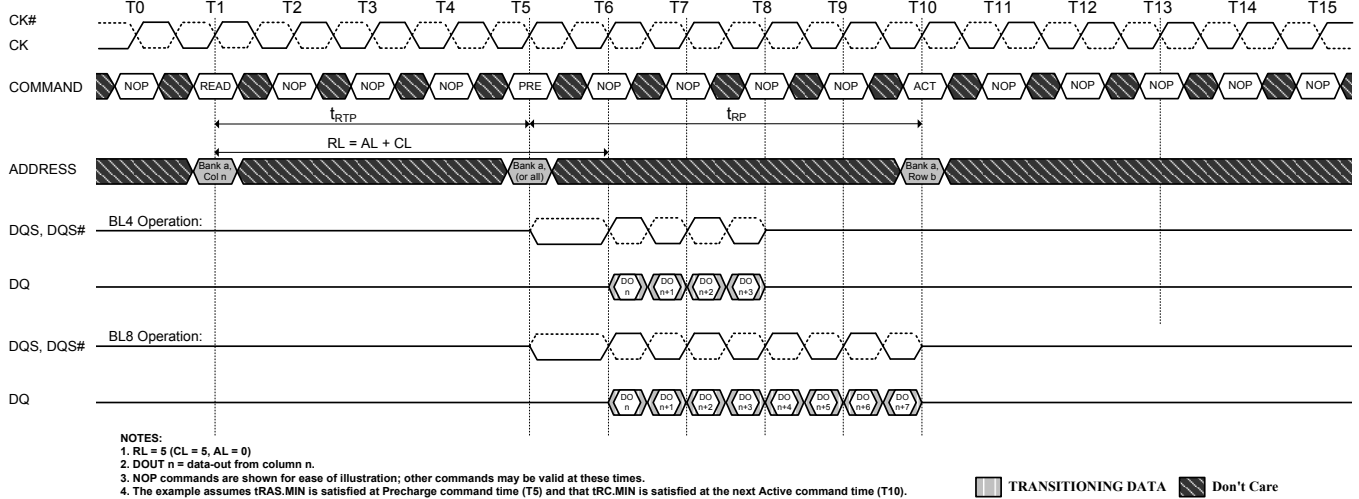 T0 T1 T2 T3 T4 T5 T6 T7 T8 T9 T10 T11 T12 T13 T14 T15
CK#
CK
COMMAND NOP READ NOP NOP NOP PRE NOP NOP NOP NOP ACT NOP NOP NOP NOP NOP
tRTP tRP
RL = AL + CL
ADDRESS
Bank a, Bank a, Bank a,
Col n (or all) Row b
BL4 Operation:
DQS, DQS#
DQ
DO DO DO DO
n n+1 n+2 n+3
BL8 Operation:
DQS, DQS#
DQ
DO DO DO DO DO DO DO DO
n n+1 n+2 n+3 n+4 n+5 n+6 n+7
NOTES:
1. RL = 5 (CL = 5, AL = 0)
2. DOUT n = data-out from column n.
3. NOP commands are shown for ease of illustration; other commands may be valid at these times.
4. The example assumes tRAS.MIN is satisfied at Precharge command time (T5) and that tRC.MIN is satisfied at the next Active command time (T10).
TRANSITIONING DATA Don't Care